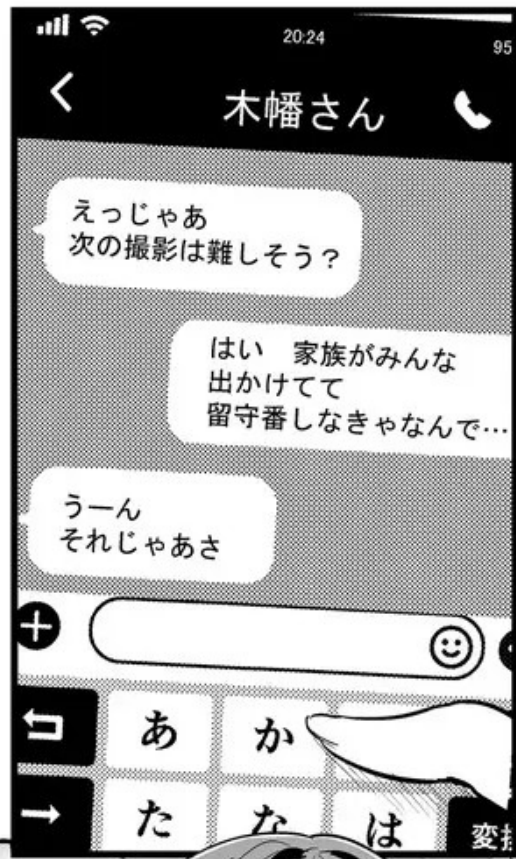 20:24
95
木幡さん
えっじゃあ
次の撮影は難しそう？
はい　家族がみんな
出かけてて
留守番しなきゃなんで…
うーん
それじゃあさ
あ
か
た
な
は
変換